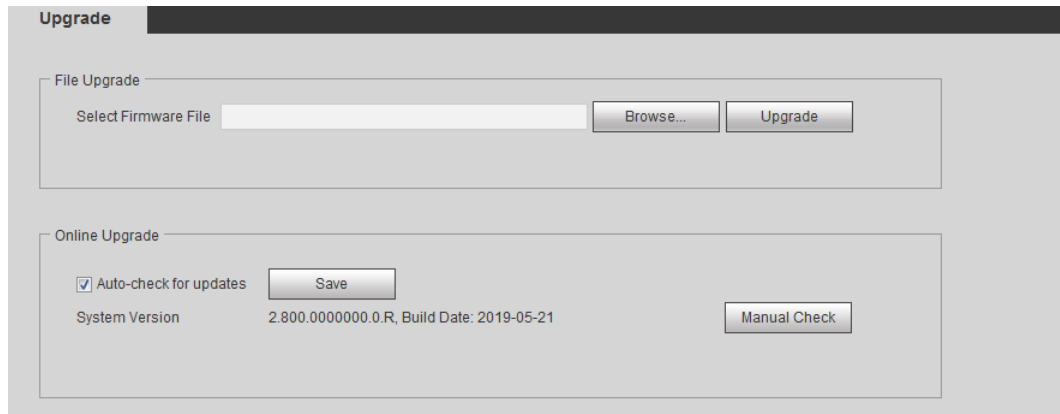 Upgrade
File Upgrade
Select Firmware File Browse... Upgrade
Online Upgrade
Auto-check for updates Save
System Version 2.800.0000000.0.R, Build Date: 2019-05-21 Manual Check